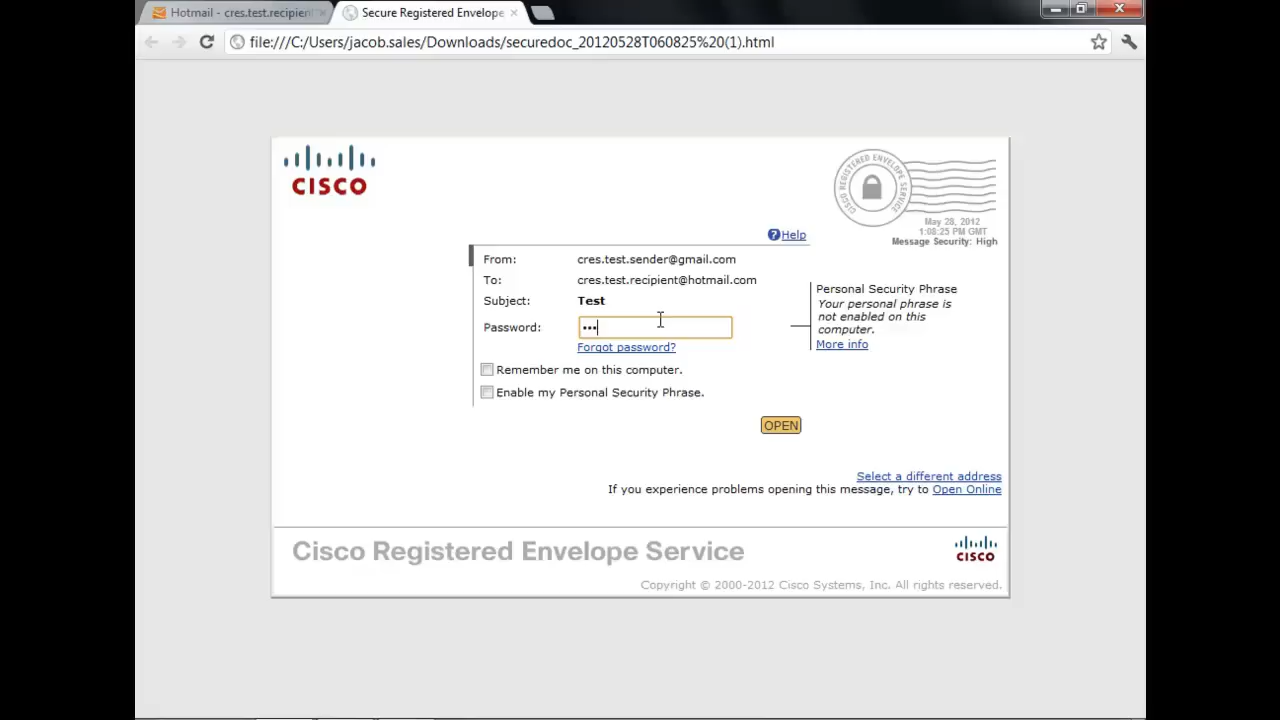 Hotmail - cres.test.recipien
Secure Registered Envelope
file:///C:/Users/jacob.sales/Downloads/securedoc_20120528T060825%20(1).html
CISCO
CISCO REGISTERED ENVELOPE SERVICE
May 28, 2012
1:08:25 PM GMT
Message Security: High
Help
From: cres.test.sender@gmail.com
To: cres.test.recipient@hotmail.com
Subject: Test
Password: •••
Forgot password?
Personal Security Phrase
Your personal phrase is
not enabled on this
computer.
More info
Remember me on this computer.
Enable my Personal Security Phrase.
OPEN
Select a different address
If you experience problems opening this message, try to Open Online
Cisco Registered Envelope Service
CISCO
Copyright © 2000-2012 Cisco Systems, Inc. All rights reserved.